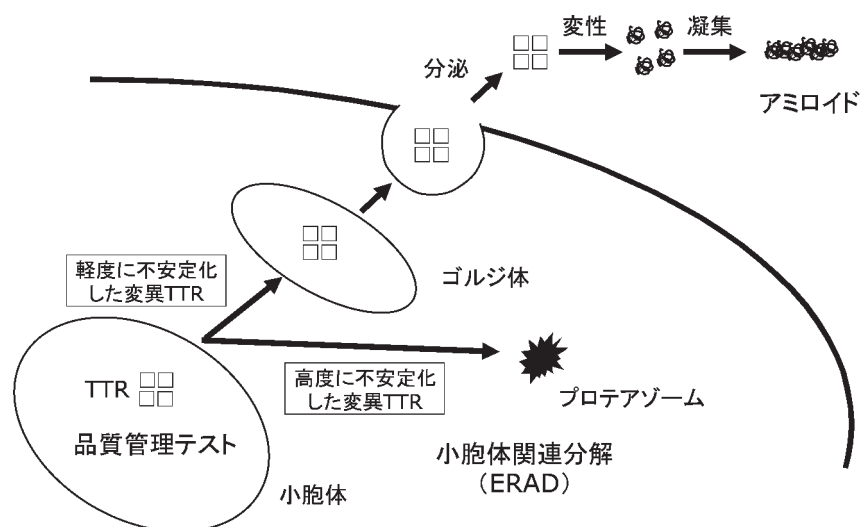 変性
凝集
分泌
アミロイド
軽度に不安定化
した変異TTR
ゴルジ体
高度に不安定化
した変異TTR
プロテアゾーム
TTR
品質管理テスト
小胞体関連分解
(ERAD)
小胞体